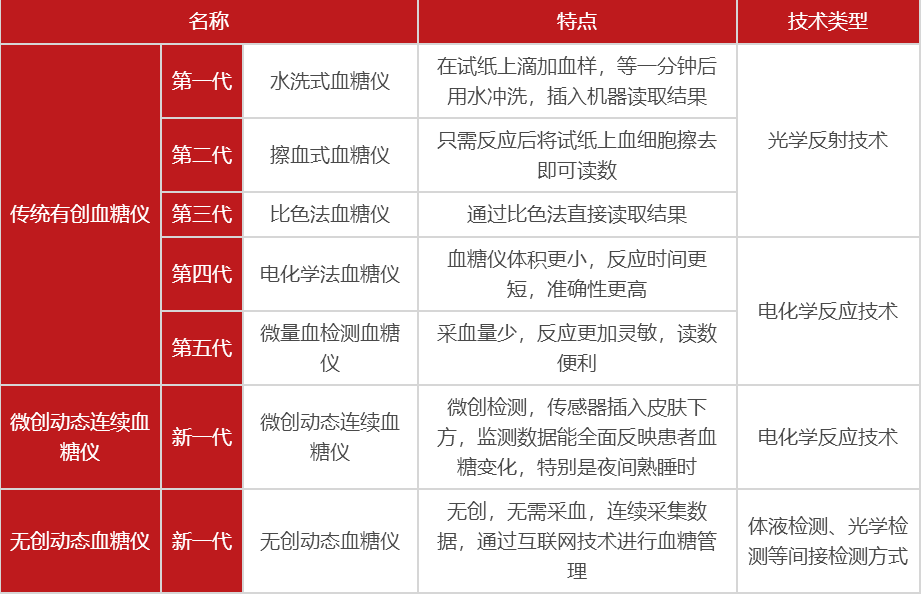 名称
特点
技术类型
传统有创血糖仪
第一代
水洗式血糖仪
在试纸上滴加血样，等一分钟后
用水冲洗，插入机器读取结果
光学反射技术
第二代
擦血式血糖仪
只需反应后将试纸上血细胞擦去
即可读数
第三代
比色法血糖仪
通过比色法直接读取结果
第四代
电化学法血糖仪
血糖仪体积更小，反应时间更
短，准确性更高
电化学反应技术
第五代
微量血检测血糖
仪
采血量少，反应更加灵敏，读数
便利
微创动态连续血
糖仪
新一代
微创动态连续血
糖仪
微创检测，传感器插入皮肤下
方，监测数据能全面反映患者血
糖变化，特别是夜间熟睡时
电化学反应技术
无创动态血糖仪
新一代
无创动态血糖仪
无创，无需采血，连续采集数
据，通过互联网技术进行血糖管
理
体液检测、光学检
测等间接检测方式